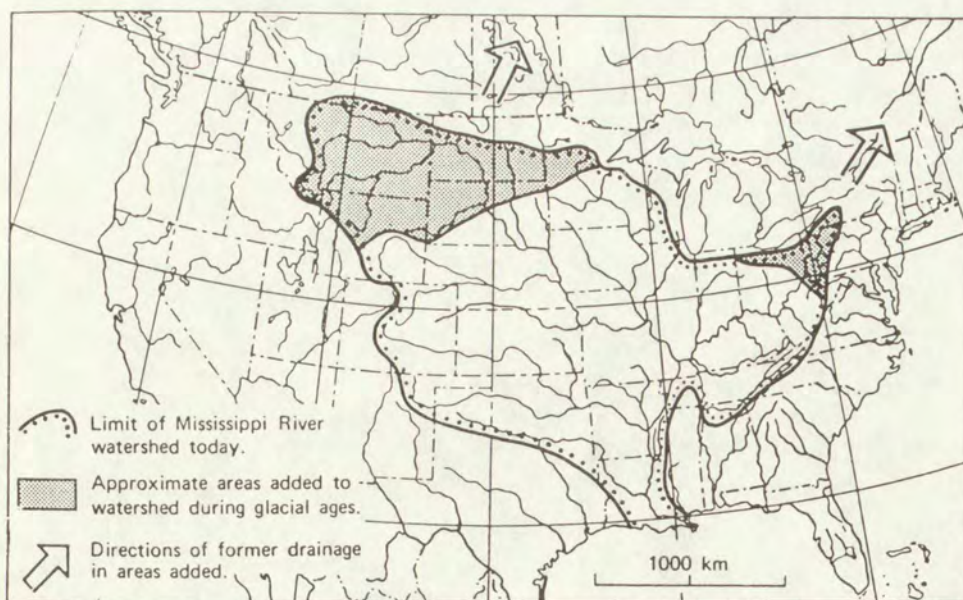 Limit of Mississippi River
watershed today.
Approximate areas added to
watershed during glacial ages.
Directions of former drainage
in areas added.
1000 km